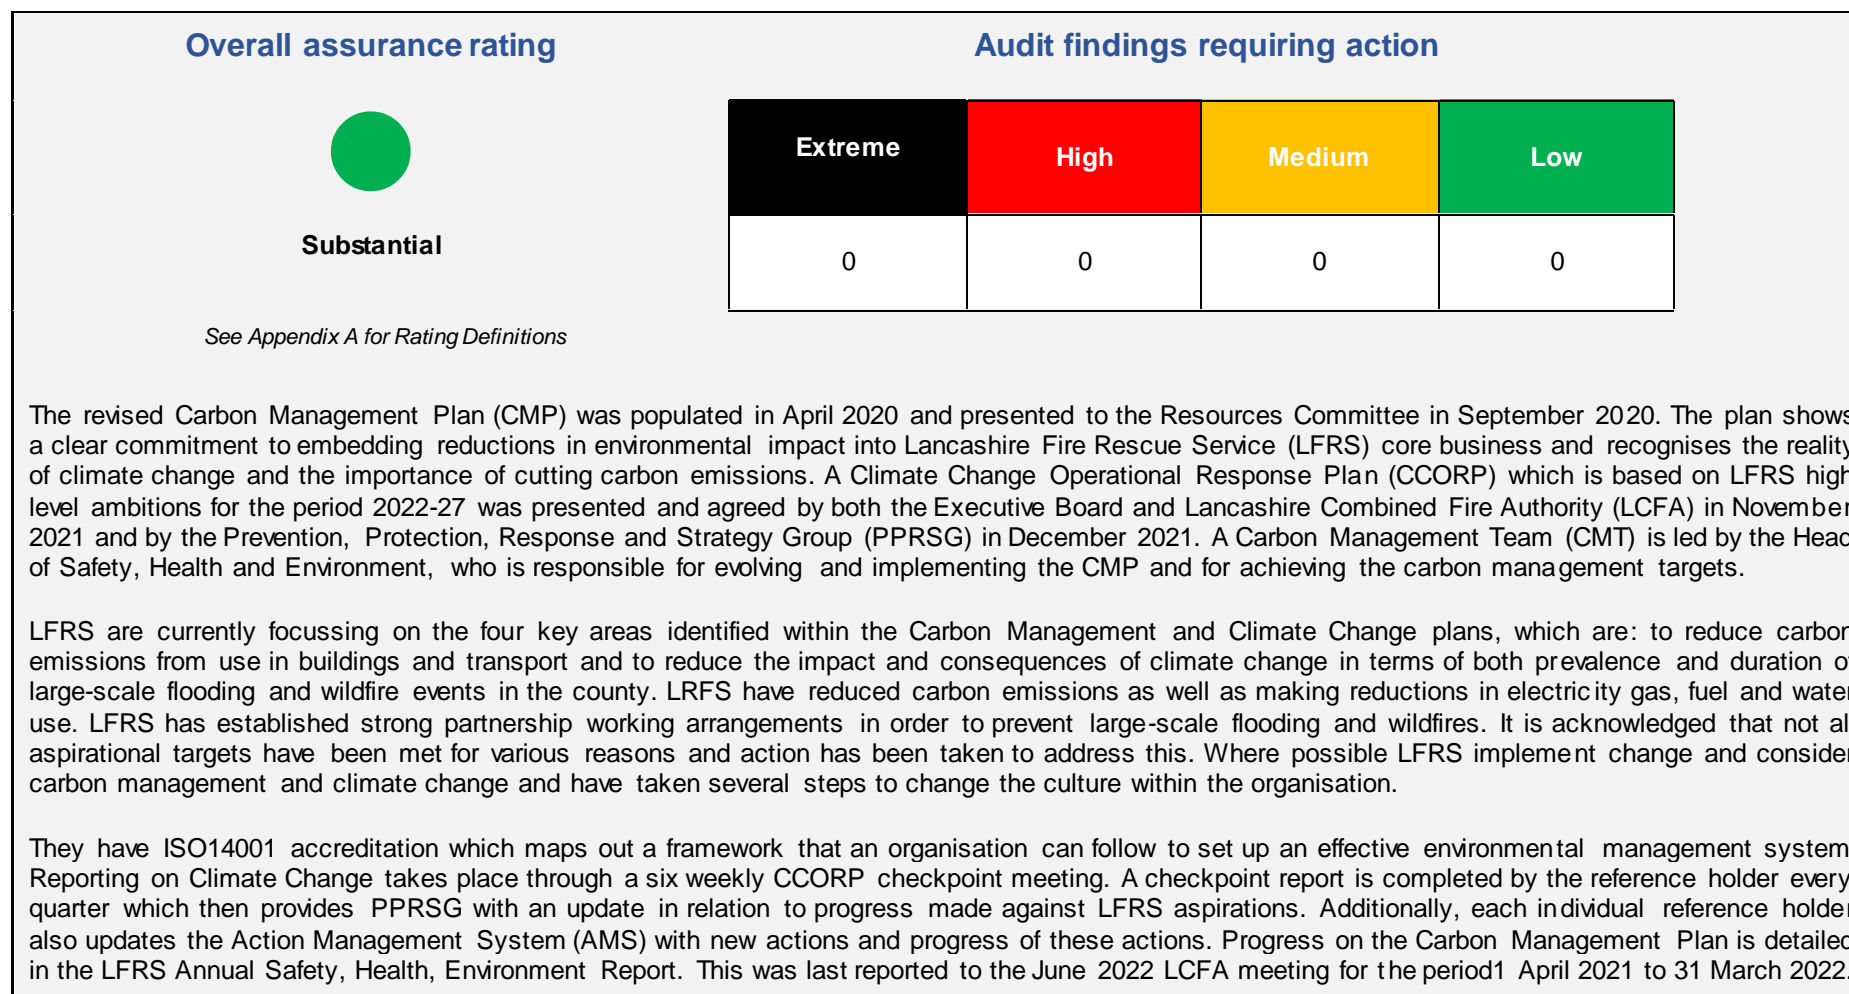 Overall assurance rating
Audit findings requiring action
Extreme
High
Medium
Low
Substantial
0
0
0
0
See Appendix A for Rating Definitions
The revised Carbon Management Plan (CMP) was populated in April 2020 and presented to the Resources Committee in September 2020. The plan shows
a clear commitment to embedding reductions in environmental impact into Lancashire Fire Rescue Service (LFRS) core business and recognises the reality
of climate change and the importance of cutting carbon emissions. A Climate Change Operational Response Plan (CCORP) which is based on LFRS high
level ambitions for the period 2022-27 was presented and agreed by both the Executive Board and Lancashire Combined Fire Authority (LCFA) in November
2021 and by the Prevention, Protection, Response and Strategy Group (PPRSG) in December 2021. A Carbon Management Team (CMT) is led by the Head
of Safety, Health and Environment, who is responsible for evolving and implementing the CMP and for achieving the carbon management targets.
LFRS are currently focussing on the four key areas identified within the Carbon Management and Climate Change plans, which are: to reduce carbon
emissions from use in buildings and transport and to reduce the impact and consequences of climate change in terms of both prevalence and duration of
large-scale flooding and wildfire events in the county. LRFS have reduced carbon emissions as well as making reductions in electricity gas, fuel and water
use. LFRS has established strong partnership working arrangements in order to prevent large-scale flooding and wildfires. It is acknowledged that not al
aspirational targets have been met for various reasons and action has been taken to address this. Where possible LFRS implement change and consider
carbon management and climate change and have taken several steps to change the culture within the organisation.
They have ISO14001 accreditation which maps out a framework that an organisation can follow to set up an effective environmental management system
Reporting on Climate Change takes place through a six weekly CCORP checkpoint meeting. A checkpoint report is completed by the reference holder every
quarter which then provides PPRSG with an update in relation to progress made against LFRS aspirations. Additionally, each individual reference holder
also updates the Action Management System (AMS) with new actions and progress of these actions. Progress on the Carbon Management Plan is detailed
in the LFRS Annual Safety, Health, Environment Report. This was last reported to the June 2022 LCFA meeting for the period1 April 2021 to 31 March 2022.